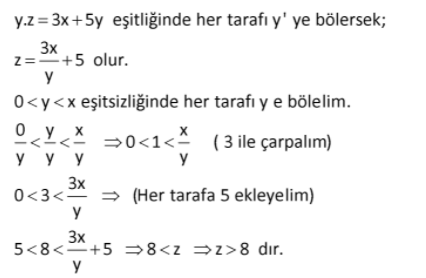 y.z = 3x + 5y eşitliğinde her tarafı y' ye bölersek;
z = 3x/y + 5 olur.
0 < y < x eşitsizliğinde her tarafı y e bölelim.
0/y < y/y < x/y ⇒ 0 < 1 < x/y ( 3 ile çarpalım)
0 < 3 < 3x/y ⇒ (Her tarafa 5 ekleyelim)
5 < 8 < 3x/y + 5 ⇒ 8 < z ⇒ z > 8 dır.